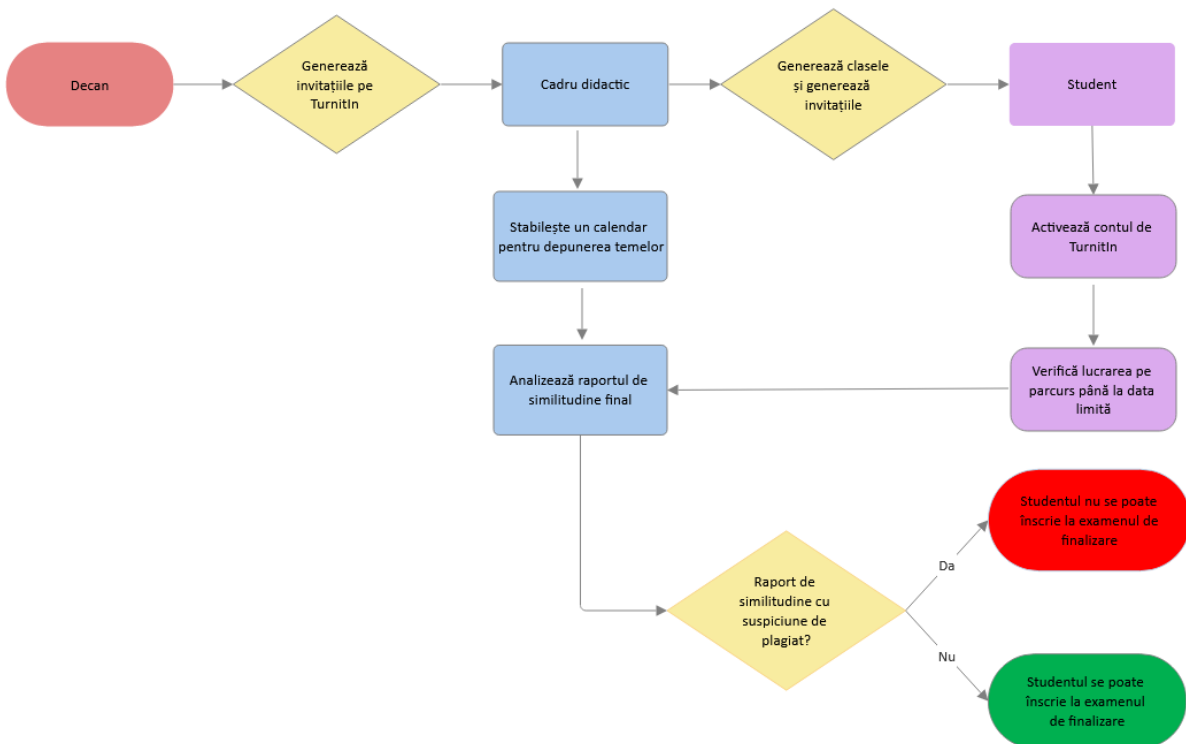 Decan
Generează
invitațiile pe
TurnitIn
Cadru didactic
Generează clasele
și generează
invitațiile
Student
Stabilește un calendar
pentru depunerea temelor
Activează contul de
TurnitIn
Analizează raportul de
similitudine final
Verifică lucrarea pe
parcurs până la data
limită
Raport de
similitudine cu
suspiciune de
plagiat?
Da
Studentul nu se poate
înscrie la examenul de
finalizare
Nu
Studentul se poate
înscrie la examenul
de finalizare